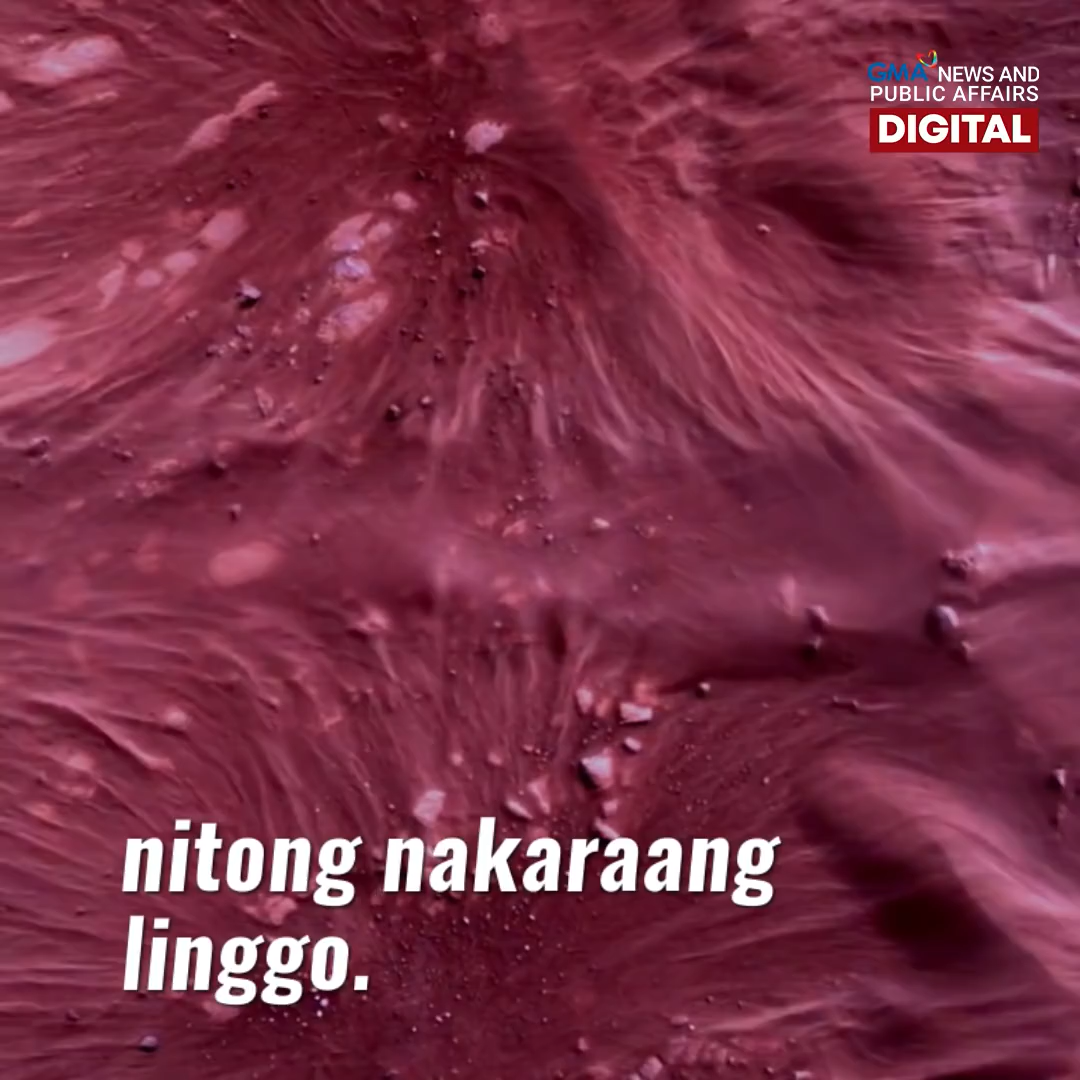 GMA NEWS AND
PUBLIC AFFAIRS
DIGITAL
nitong nakaraang
linggo.